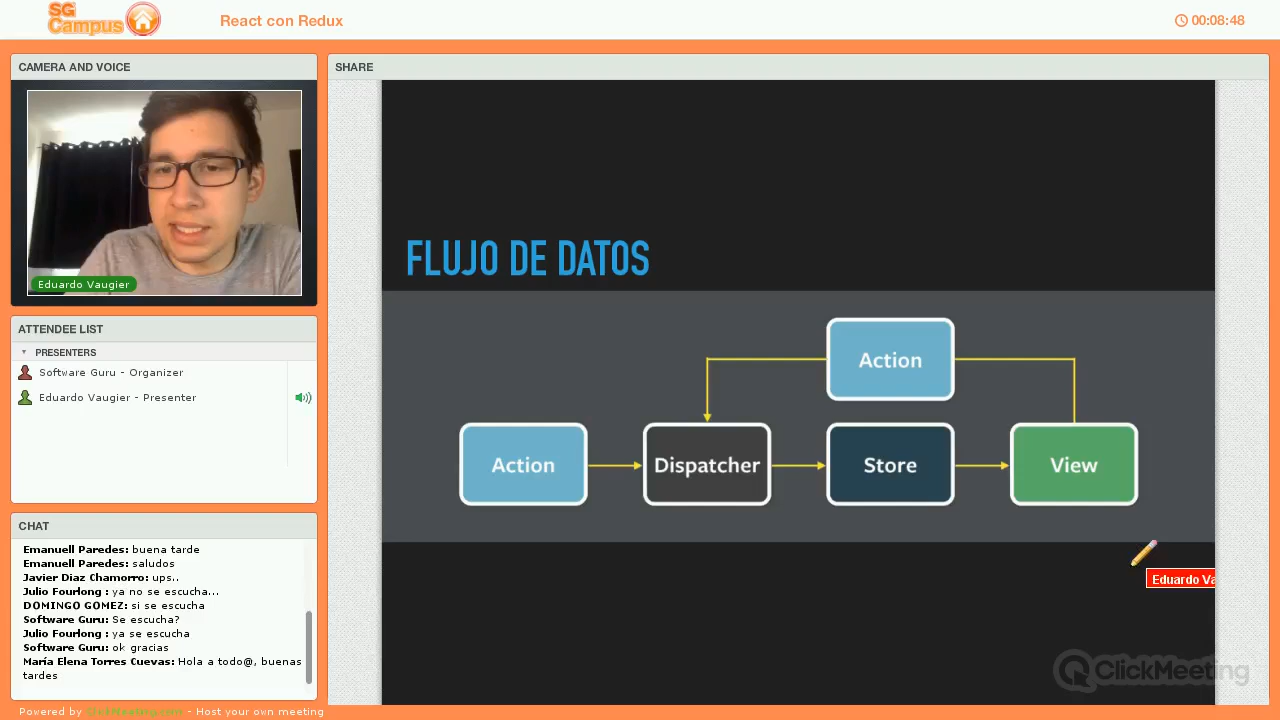 SG
Campus
React con Redux
00:08:48
CAMERA AND VOICE
Eduardo Vaugier
ATTENDEE LIST
PRESENTERS
Software Guru - Organizer
Eduardo Vaugier - Presenter
CHAT
Emanuell Paredes: buena tarde
Emanuell Paredes: saludos
Javier Diaz Chamorro: ups..
Julio Fourlong : ya no se escucha...
DOMINGO GOMEZ: si se escucha
Software Guru: Se escucha?
Julio Fourlong : ya se escucha
Software Guru: ok gracias
María Elena Torres Cuevas: Hola a todo@, buenas
tardes
Powered by ClickMeeting.com - Host your own meeting
SHARE
FLUJO DE DATOS
Action
Action
Dispatcher
Store
View
Eduardo Va
ClickMeeting